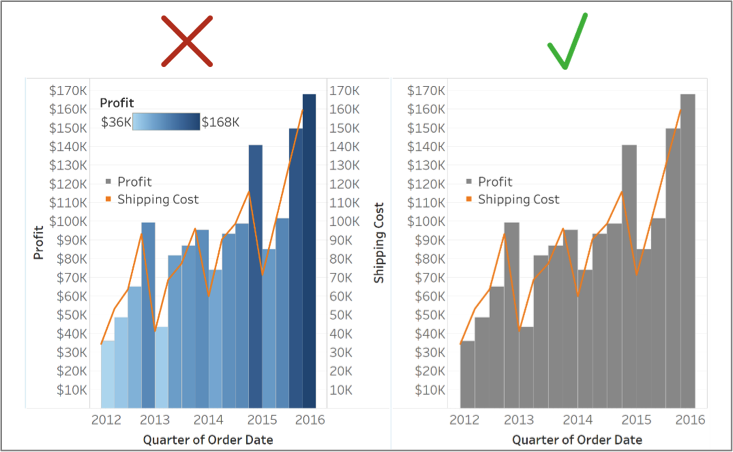 $170K
$160K
$150K
$140K
$130K
$120K
$110K
$100K
$90K
$80K
$70K
$60K
$50K
$40K
$30K
$20K
$10K
Profit
Profit
$36K $168K
Profit
Shipping Cost
170K
160K
150K
140K
130K
120K
110K
100K
90K
80K
70K
60K
50K
40K
30K
20K
10K
Shipping Cost
2012 2013 2014 2015 2016
Quarter of Order Date
$170K
$160K
$150K
$140K
$130K
$120K
$110K
$100K
$90K
$80K
$70K
$60K
$50K
$40K
$30K
$20K
$10K
Profit
Shipping Cost
2012 2013 2014 2015 2016
Quarter of Order Date